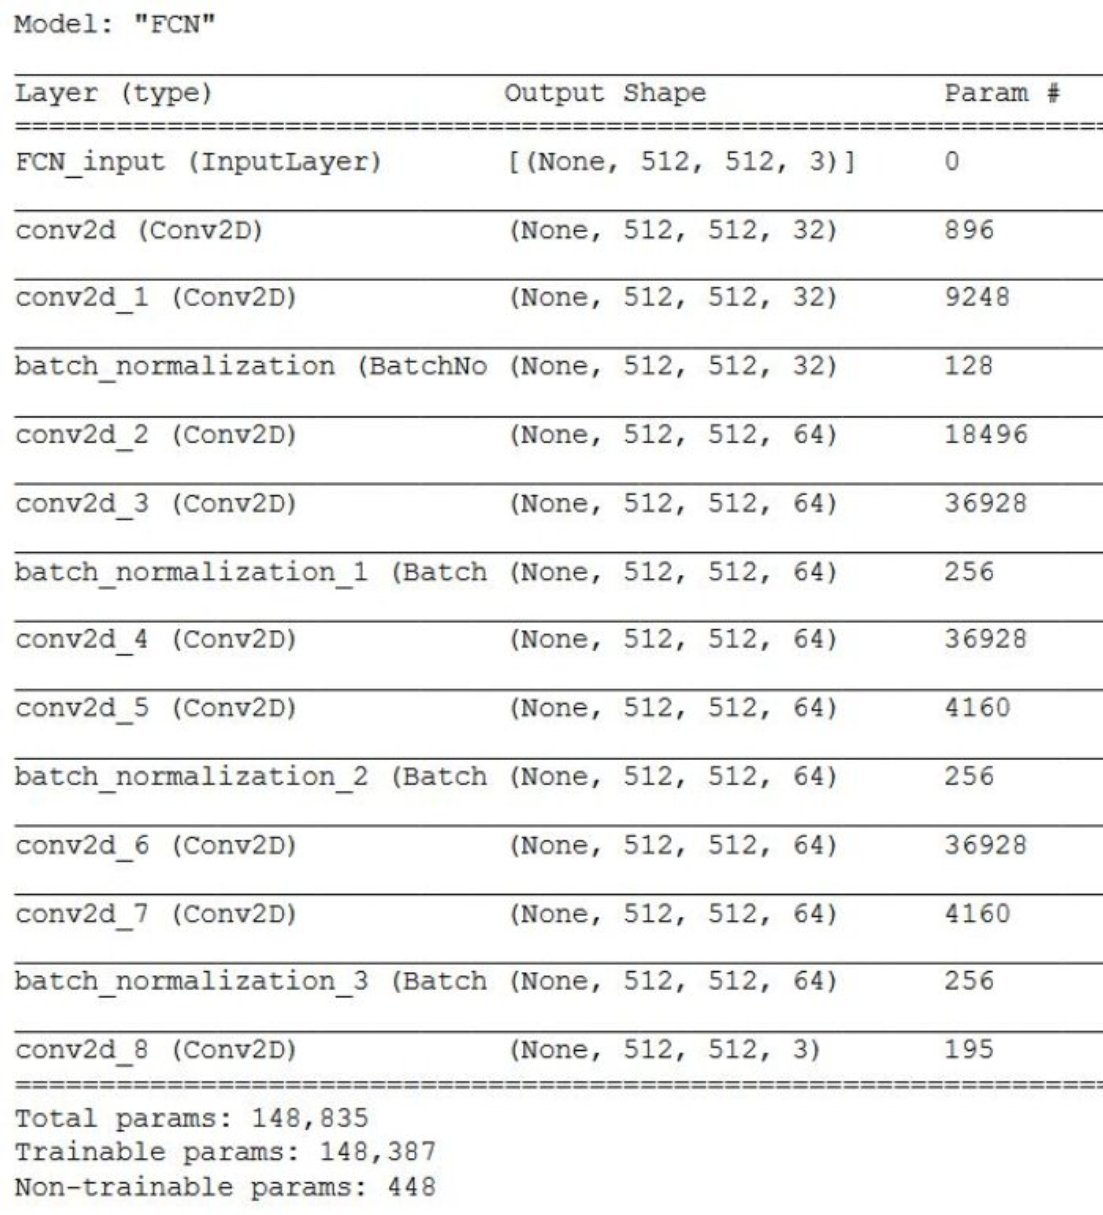 Model: "FCN"
Layer (type) Output Shape Param #
FCN_input (InputLayer) [(None, 512, 512, 3)] 0
conv2d (Conv2D) (None, 512, 512, 32) 896
conv2d_1 (Conv2D) (None, 512, 512, 32) 9248
batch_normalization (BatchNo (None, 512, 512, 32) 128
conv2d_2 (Conv2D) (None, 512, 512, 64) 18496
conv2d_3 (Conv2D) (None, 512, 512, 64) 36928
batch_normalization_1 (Batch (None, 512, 512, 64) 256
conv2d_4 (Conv2D) (None, 512, 512, 64) 36928
conv2d_5 (Conv2D) (None, 512, 512, 64) 4160
batch_normalization_2 (Batch (None, 512, 512, 64) 256
conv2d_6 (Conv2D) (None, 512, 512, 64) 36928
conv2d_7 (Conv2D) (None, 512, 512, 64) 4160
batch_normalization_3 (Batch (None, 512, 512, 64) 256
conv2d_8 (Conv2D) (None, 512, 512, 3) 195
Total params: 148,835
Trainable params: 148,387
Non-trainable params: 448